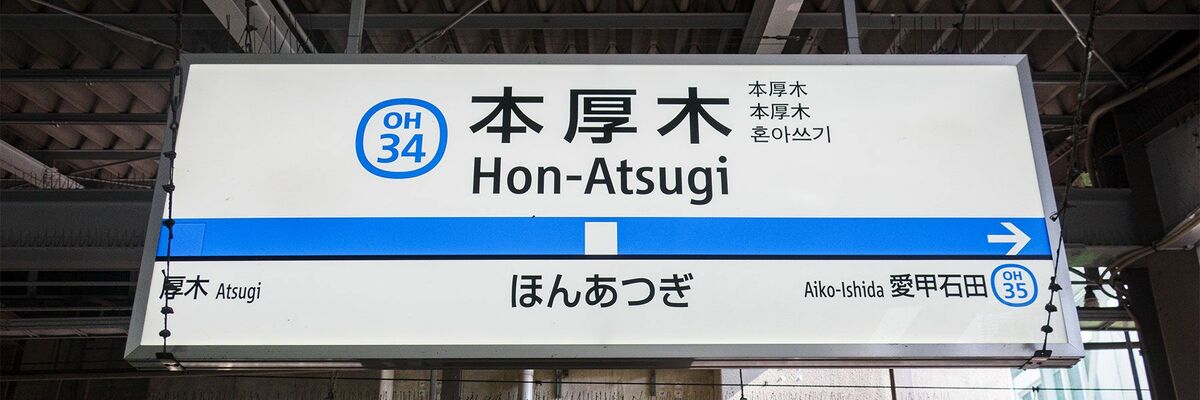 OH
34
本厚木
Hon-Atsugi
本厚木
本厚木
혼아쓰기
厚木 Atsugi
ほんあつぎ
Aiko-Ishida 愛甲石田
OH
35